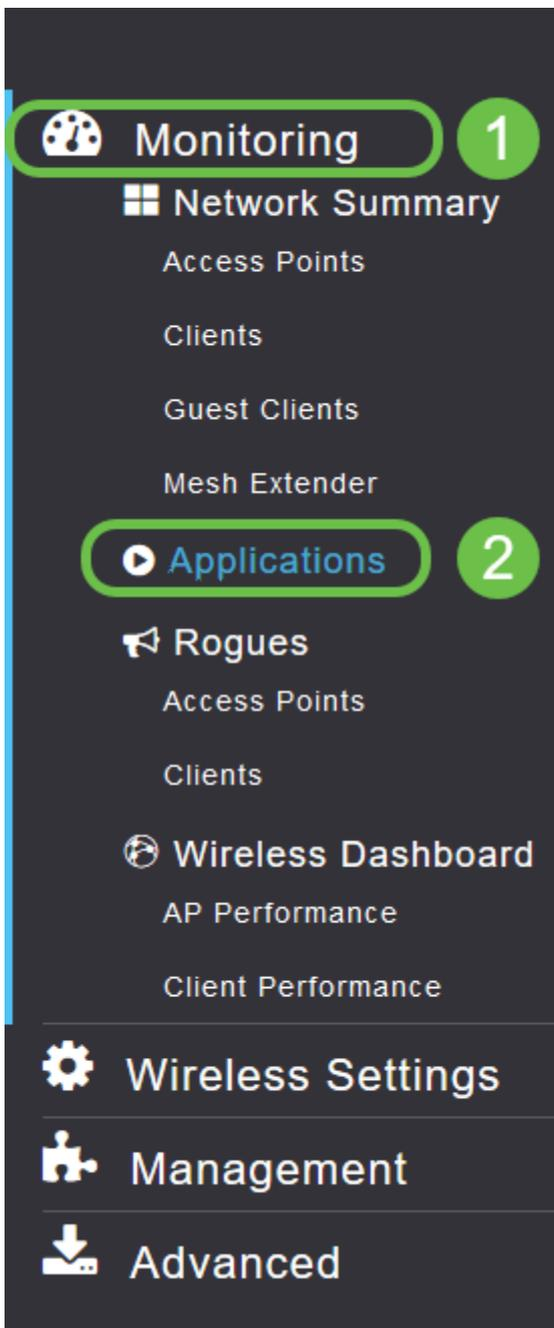 Monitoring 1
Network Summary
Access Points
Clients
Guest Clients
Mesh Extender
Applications 2
Rogues
Access Points
Clients
Wireless Dashboard
AP Performance
Client Performance
Wireless Settings
Management
Advanced